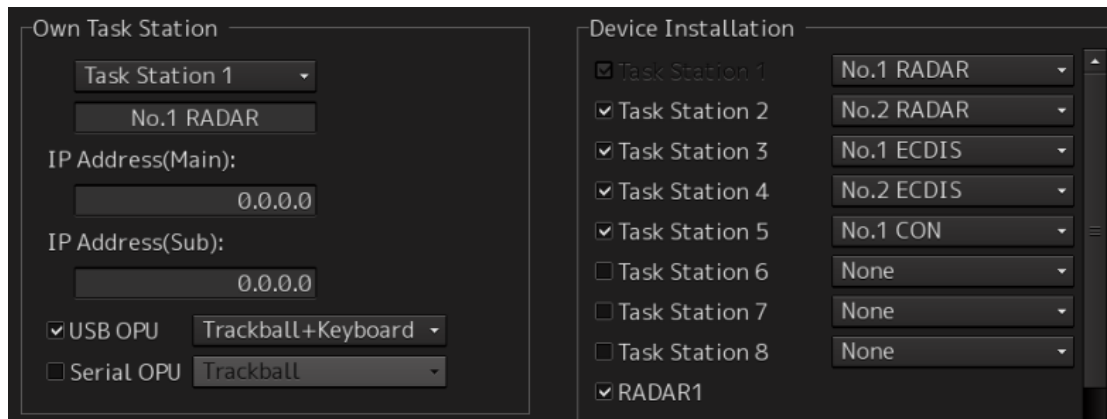 Own Task Station
Task Station 1
No.1 RADAR
IP Address(Main):
0.0.0.0
IP Address(Sub):
0.0.0.0
USB OPU Trackball+Keyboard
Serial OPU Trackball
Device Installation
Task Station 1 No.1 RADAR
Task Station 2 No.2 RADAR
Task Station 3 No.1 ECDIS
Task Station 4 No.2 ECDIS
Task Station 5 No.1 CON
Task Station 6 None
Task Station 7 None
Task Station 8 None
RADAR1